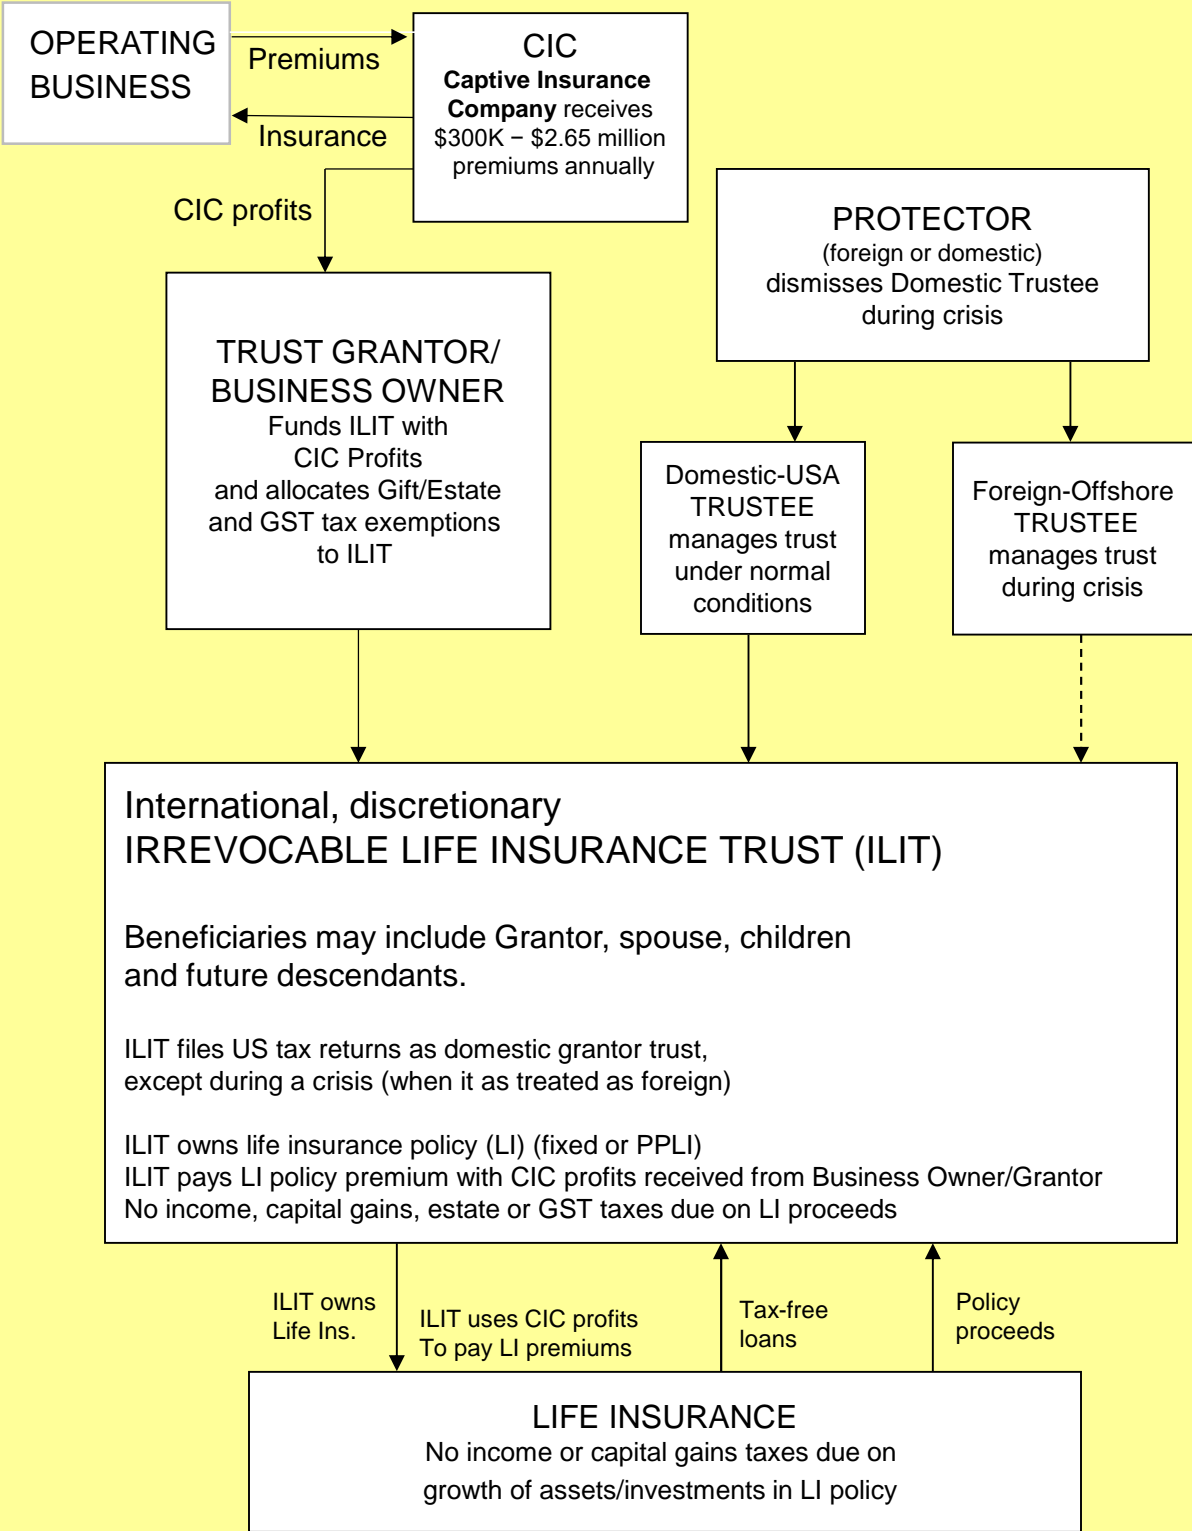 OPERATING
BUSINESS
Premiums
Insurance
CIC
Captive Insurance
Company receives
$300K − $2.65 million
premiums annually
CIC profits
PROTECTOR
(foreign or domestic)
dismisses Domestic Trustee
during crisis
TRUST GRANTOR/
BUSINESS OWNER
Funds ILIT with
CIC Profits
and allocates Gift/Estate
and GST tax exemptions
to ILIT
Domestic-USA
TRUSTEE
manages trust
under normal
conditions
Foreign-Offshore
TRUSTEE
manages trust
during crisis
International, discretionary
IRREVOCABLE LIFE INSURANCE TRUST (ILIT)
Beneficiaries may include Grantor, spouse, children
and future descendants.
ILIT files US tax returns as domestic grantor trust,
except during a crisis (when it as treated as foreign)
ILIT owns life insurance policy (LI) (fixed or PPLI)
ILIT pays LI policy premium with CIC profits received from Business Owner/Grantor
No income, capital gains, estate or GST taxes due on LI proceeds
ILIT owns
Life Ins.
ILIT uses CIC profits
To pay LI premiums
Tax-free
loans
Policy
proceeds
LIFE INSURANCE
No income or capital gains taxes due on
growth of assets/investments in LI policy